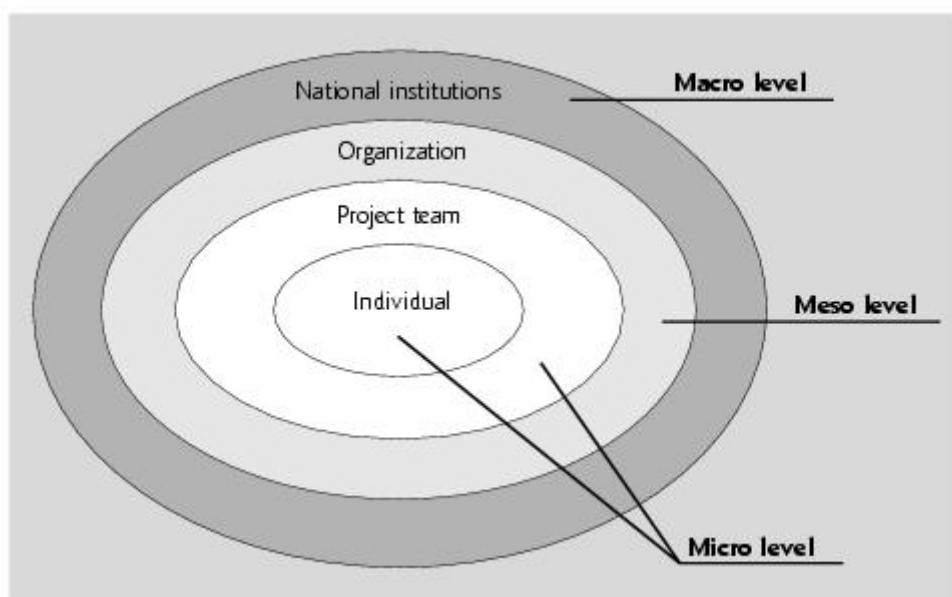 National institutions
Macro level
Organization
Project team
Individual
Meso level
Micro level